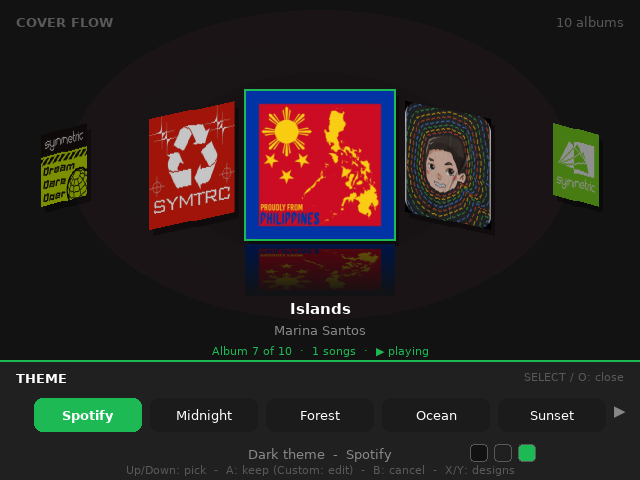 COVER FLOW
10 albums
symmetric
Dream
Dare
Doer
SYMTRC
PROUDLY FROM
PHILIPPINES
symmetric
Islands
Marina Santos
Album 7 of 10 · 1 songs · ▶ playing
THEME
SELECT / O: close
Spotify Midnight Forest Ocean Sunset ▶
Dark theme - Spotify
Up/Down: pick - A: keep (Custom: edit) - B: cancel - X/Y: designs